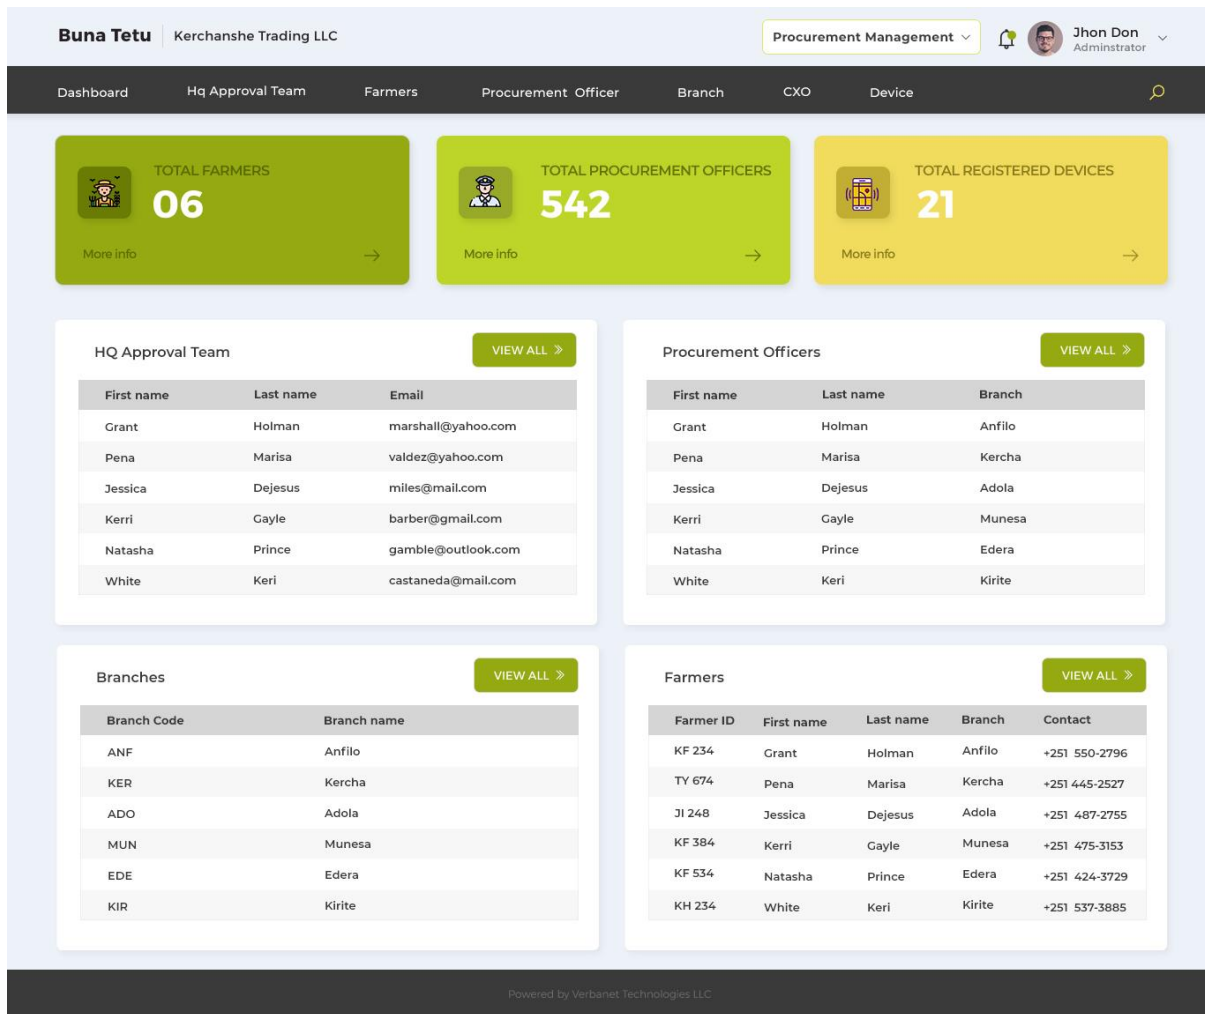 Buna Tetu Kerchanshe Trading LLC Procurement Management Jhon Don
Adminstrator
Dashboard Hq Approval Team Farmers Procurement Officer Branch CXO Device
TOTAL FARMERS
06
More info
TOTAL PROCUREMENT OFFICERS
542
More info
TOTAL REGISTERED DEVICES
21
More info
HQ Approval Team VIEW ALL
First name Last name Email
Grant Holman marshall@yahoo.com
Pena Marisa valdez@yahoo.com
Jessica Dejesus miles@mail.com
Kerri Gayle barber@gmail.com
Natasha Prince gamble@outlook.com
White Keri castaneda@mail.com
Procurement Officers VIEW ALL
First name Last name Branch
Grant Holman Anfilo
Pena Marisa Kercha
Jessica Dejesus Adola
Kerri Gayle Munesa
Natasha Prince Edera
White Keri Kirite
Branches VIEW ALL
Branch Code Branch name
ANF Anfilo
KER Kercha
ADO Adola
MUN Munesa
EDE Edera
KIR Kirite
Farmers VIEW ALL
Farmer ID First name Last name Branch Contact
KF 234 Grant Holman Anfilo +251 550-2796
TY 674 Pena Marisa Kercha +251 445-2527
JI 248 Jessica Dejesus Adola +251 487-2755
KF 384 Kerri Gayle Munesa +251 475-3153
KF 534 Natasha Prince Edera +251 424-3729
KH 234 White Keri Kirite +251 537-3885
Powered by Verbanet Technologies LLC